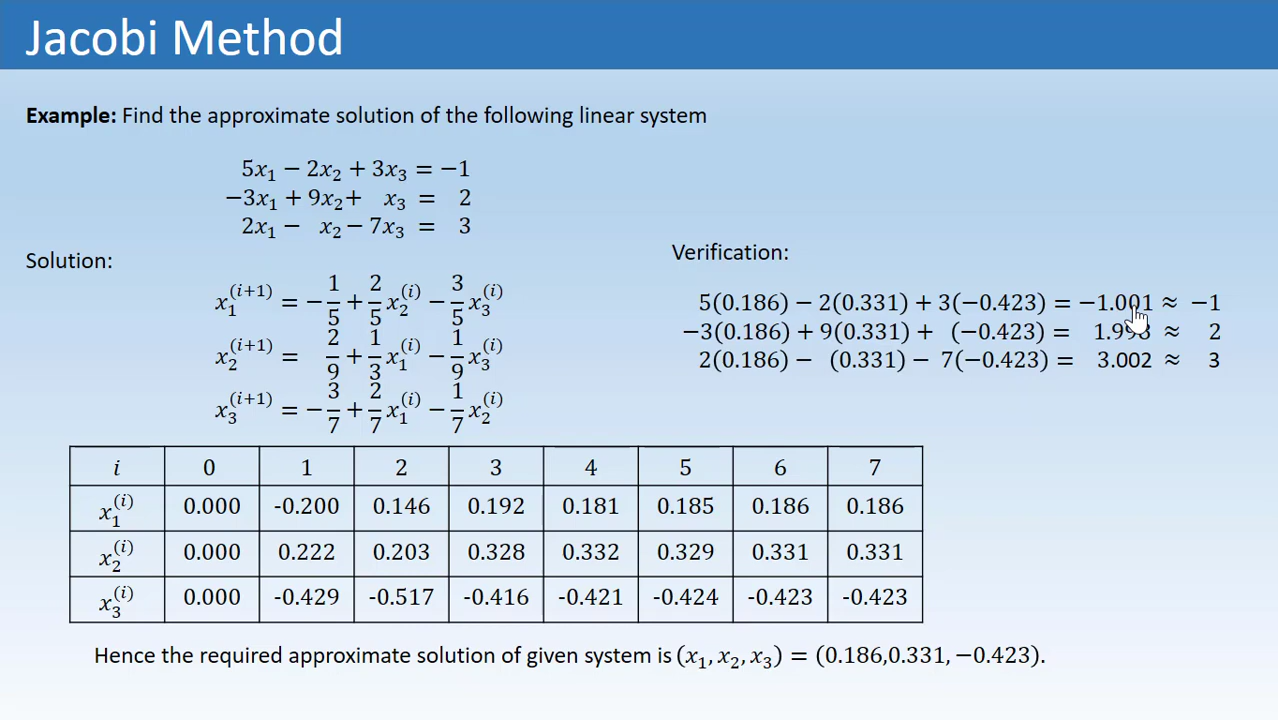 Jacobi Method
Example: Find the approximate solution of the following linear system
5x₁ − 2x₂ + 3x₃ = −1
−3x₁ + 9x₂+ x₃ = 2
2x₁ − x₂ − 7x₃ = 3
Solution:
x₁^(i+1) = −1/5 + 2/5 x₂^(i) − 3/5 x₃^(i)
x₂^(i+1) = 2/9 + 1/3 x₁^(i) − 1/9 x₃^(i)
x₃^(i+1) = −3/7 + 2/7 x₁^(i) − 1/7 x₂^(i)
Verification:
5(0.186) − 2(0.331) + 3(−0.423) = −1.001 ≈ −1
−3(0.186) + 9(0.331) + (−0.423) = 1.998 ≈ 2
2(0.186) − (0.331) − 7(−0.423) = 3.002 ≈ 3
i 0 1 2 3 4 5 6 7
x₁^(i) 0.000 -0.200 0.146 0.192 0.181 0.185 0.186 0.186
x₂^(i) 0.000 0.222 0.203 0.328 0.332 0.329 0.331 0.331
x₃^(i) 0.000 -0.429 -0.517 -0.416 -0.421 -0.424 -0.423 -0.423
Hence the required approximate solution of given system is (x₁, x₂, x₃) = (0.186,0.331, −0.423).